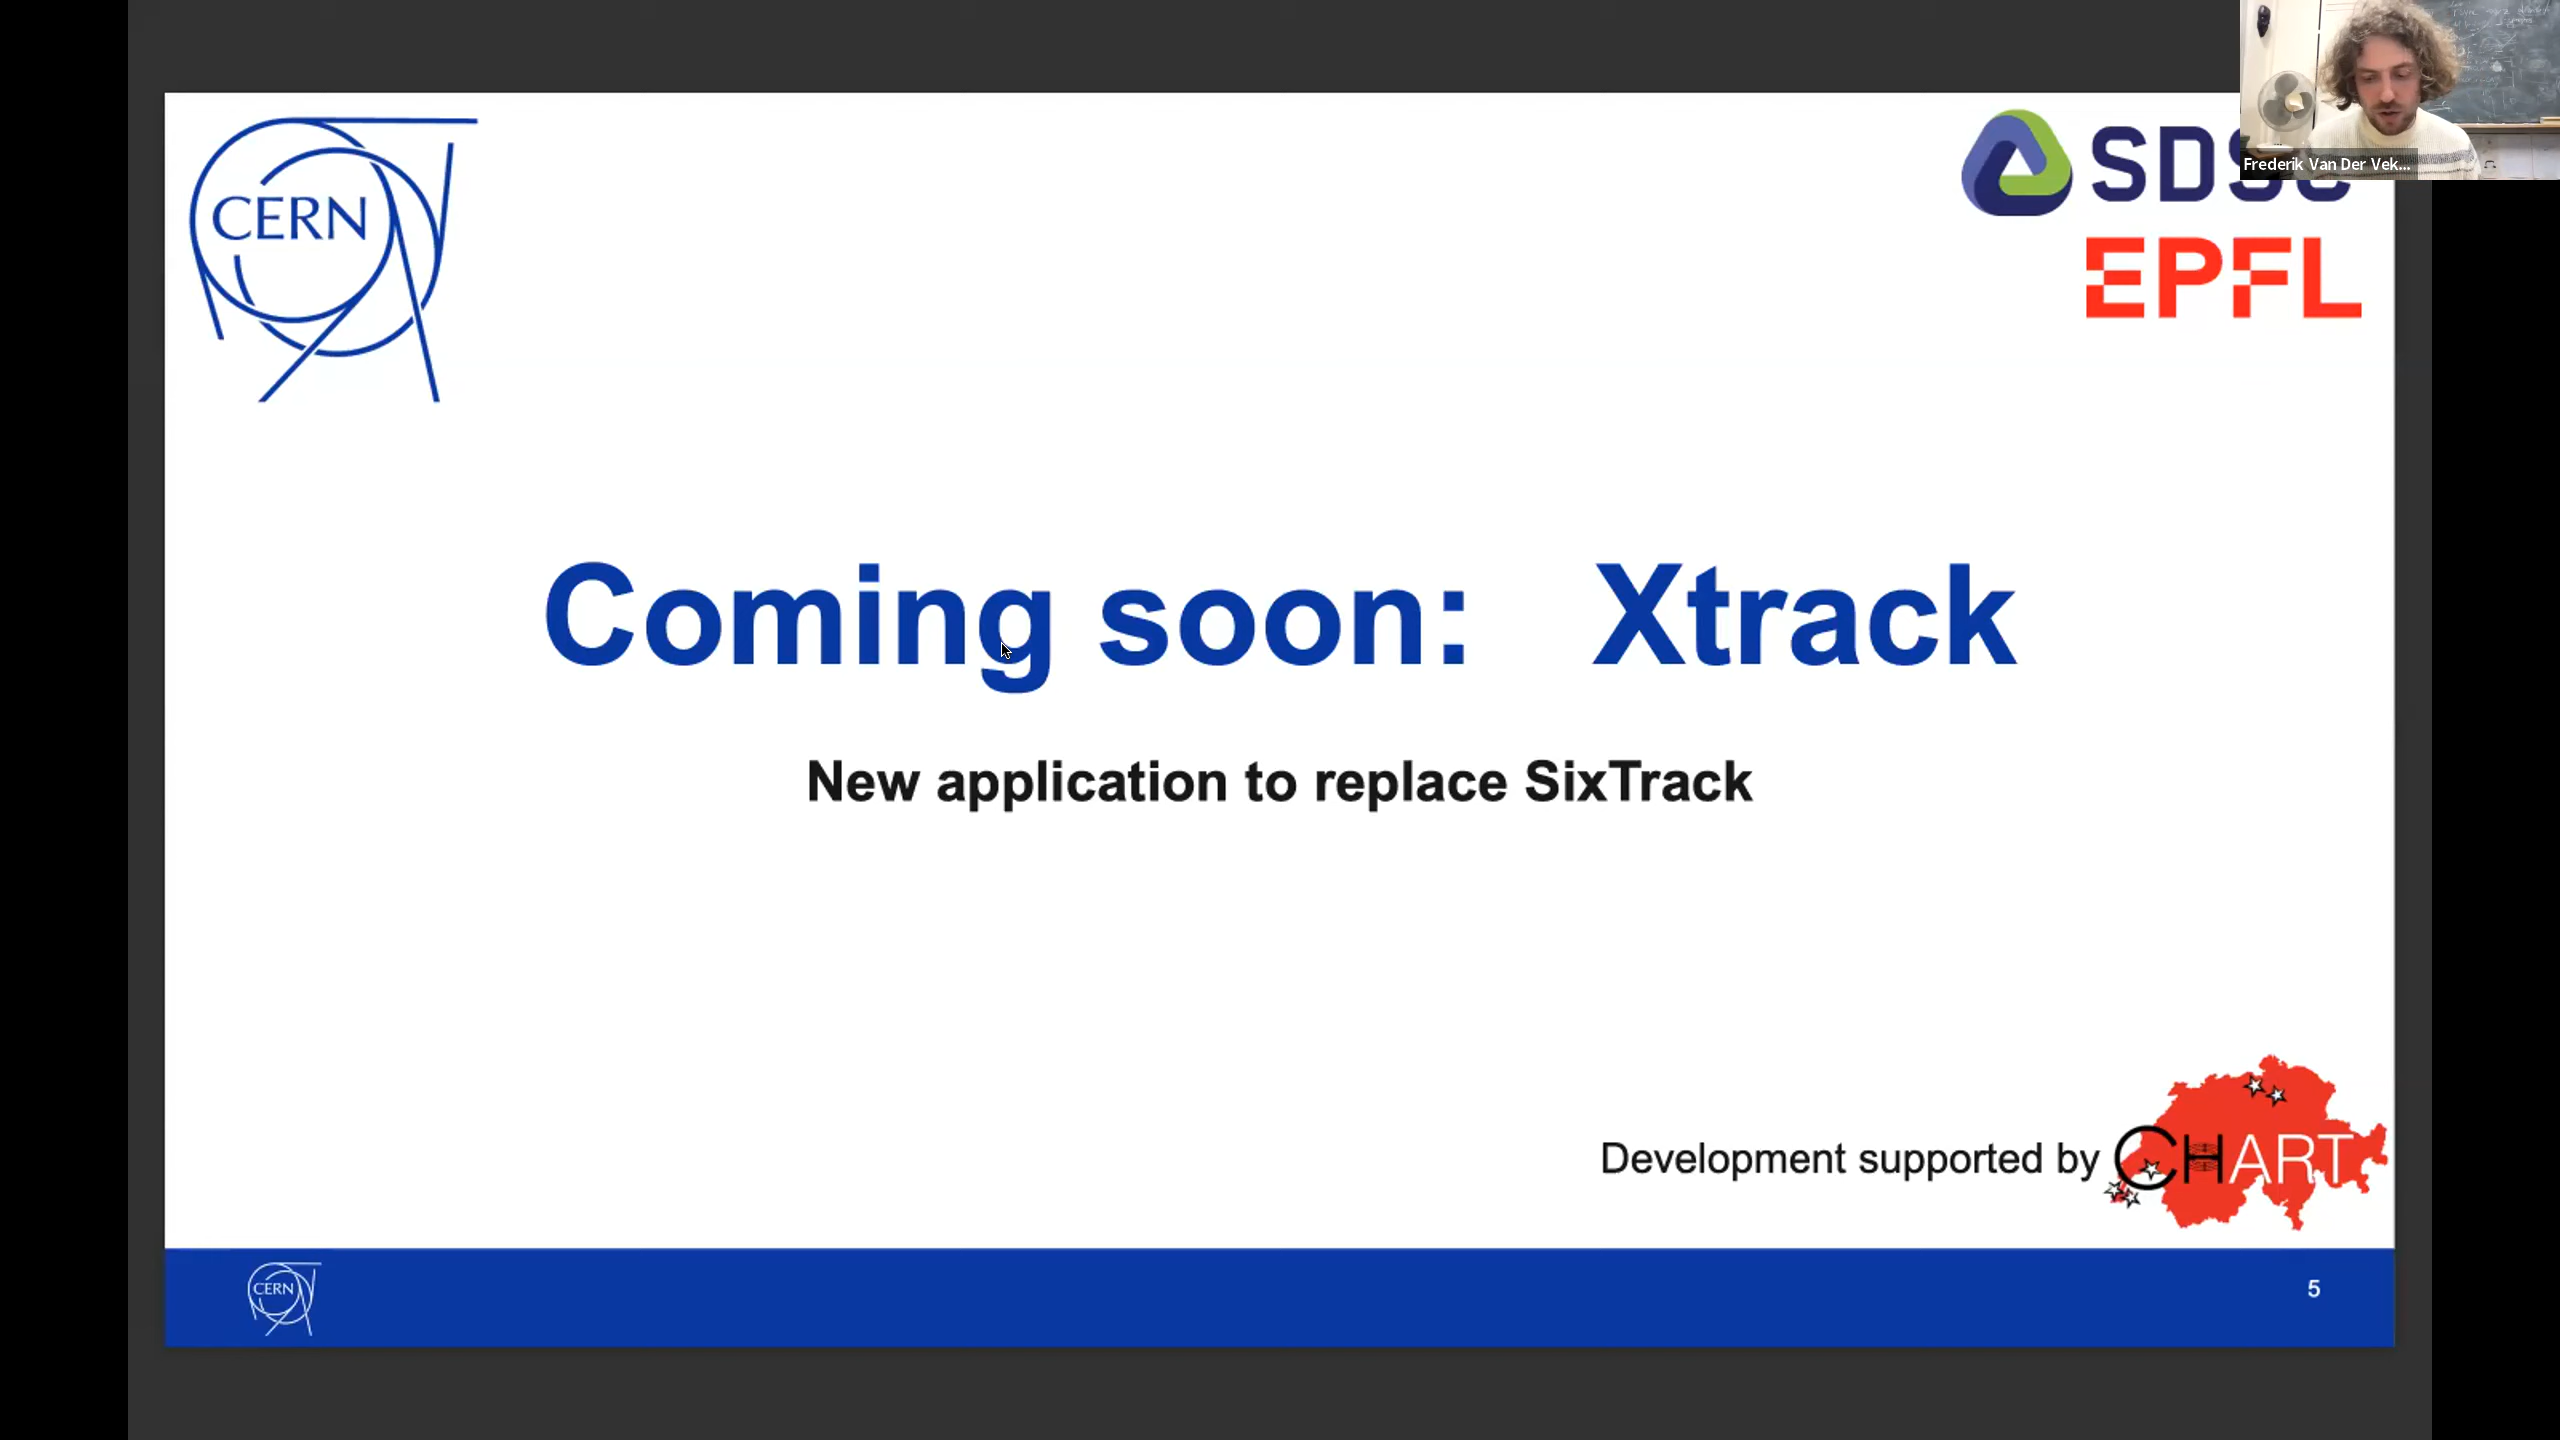 CERN
Frederik Van Der Vek...
EPFL
Coming soon: Xtrack
New application to replace SixTrack
Development supported by CHART
CERN
5